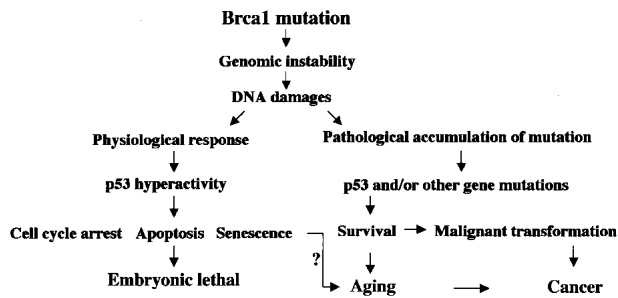 Brca1 mutation
Genomic instability
DNA damages
Physiological response
Pathological accumulation of mutation
p53 hyperactivity
p53 and/or other gene mutations
Cell cycle arrest Apoptosis Senescence
Survival
Malignant transformation
?
Embryonic lethal
Aging
Cancer